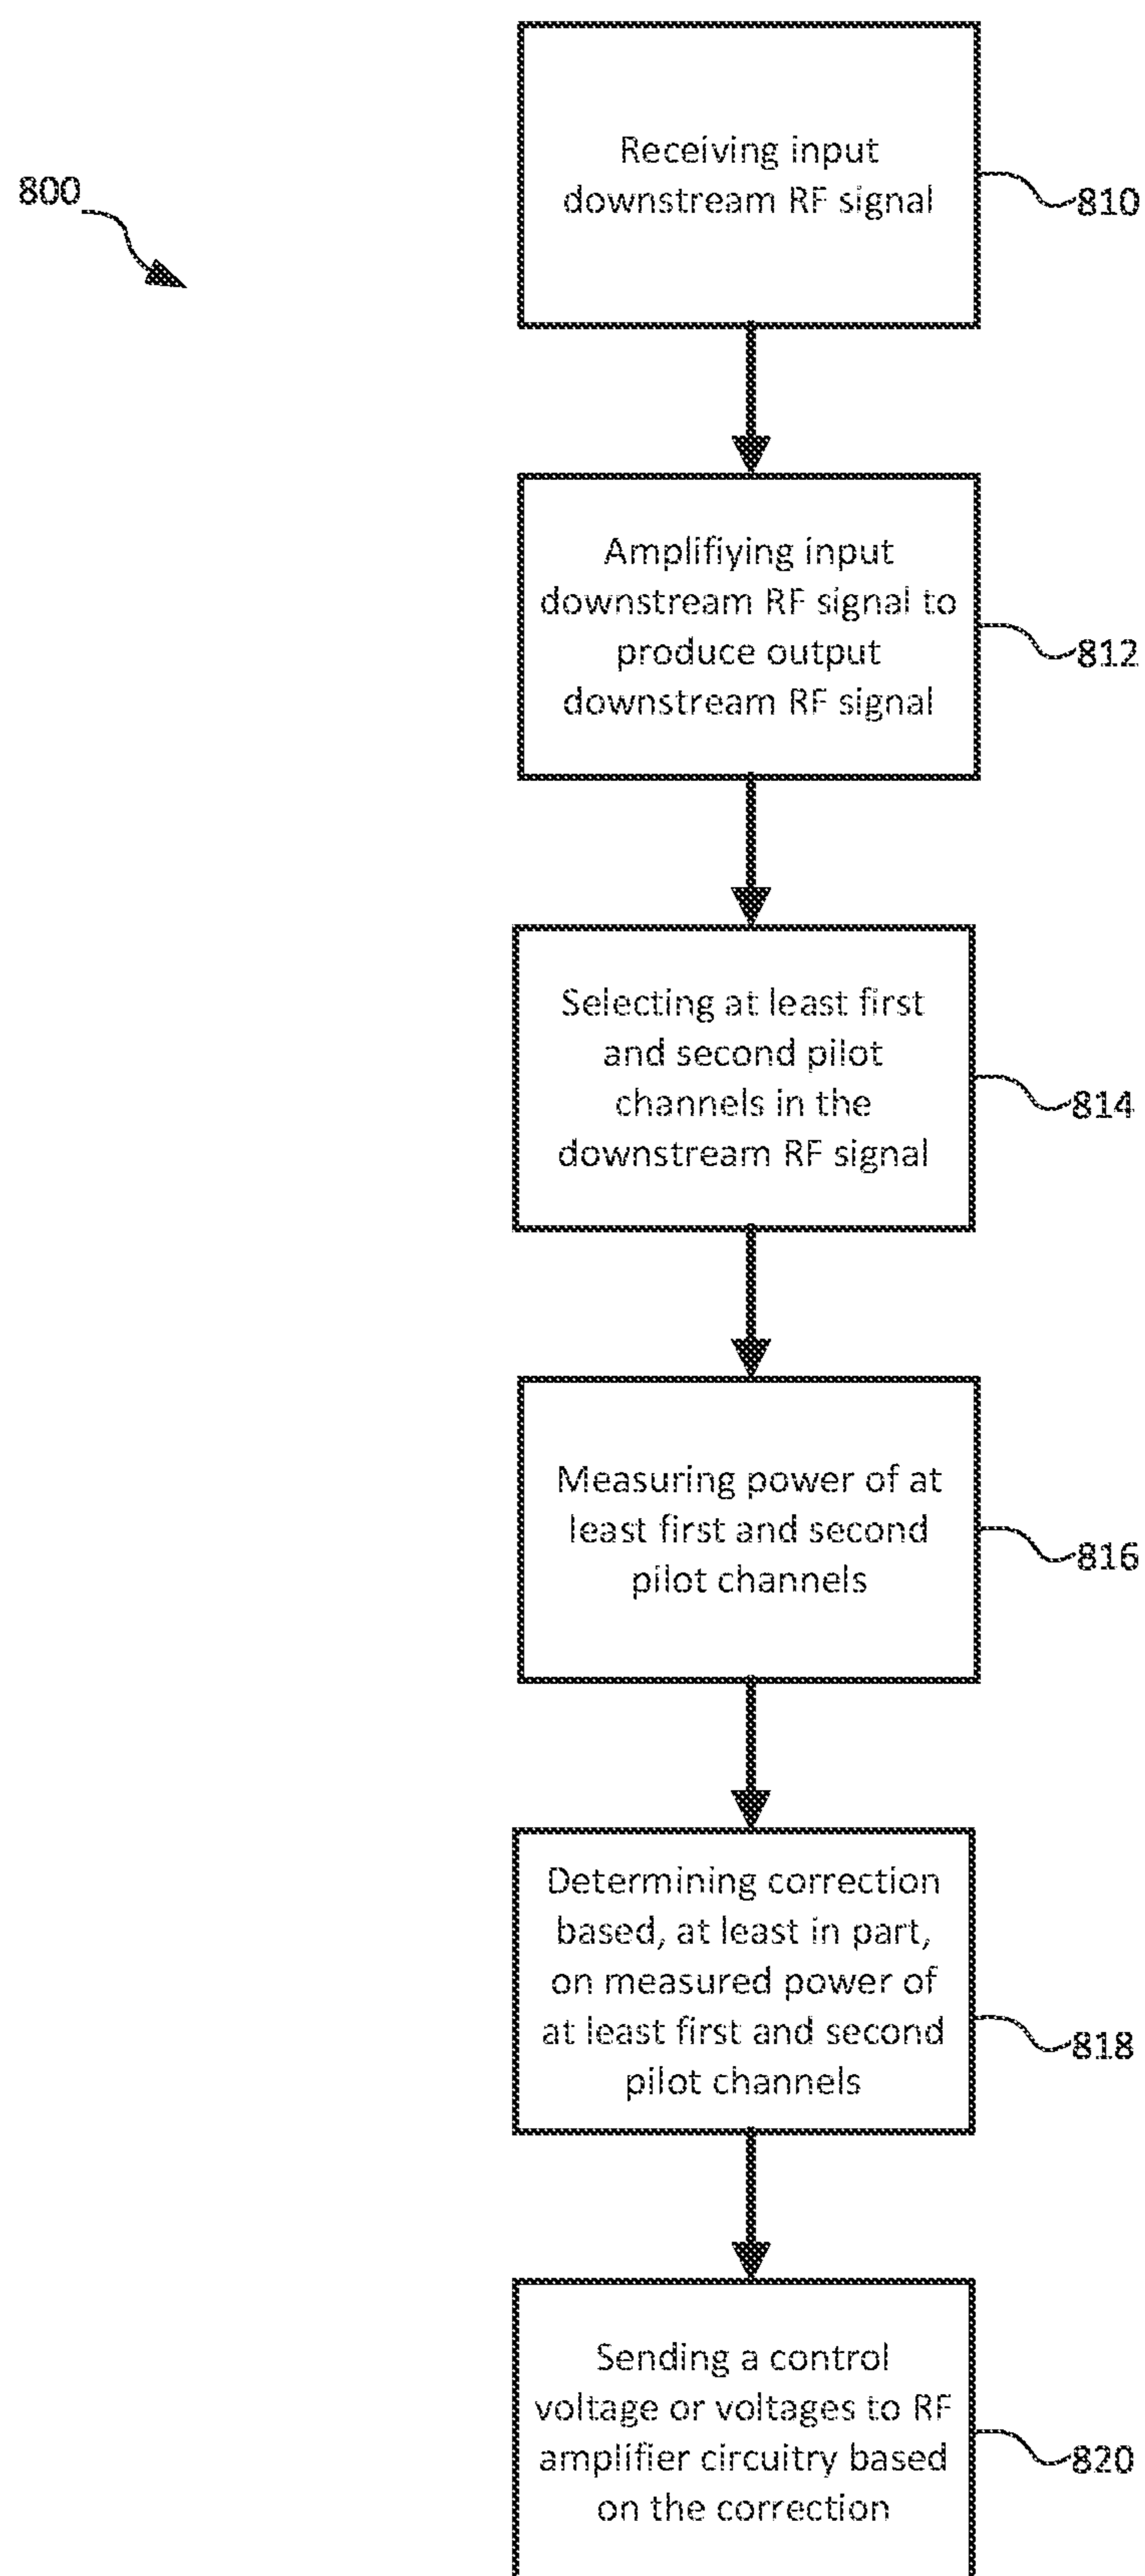 800
Receiving input
downstream RF signal
810
Amplifiying input
downstream RF signal to
produce output
downstream RF signal
812
Selecting at least first
and second pilot
channels in the
downstream RF signal
814
Measuring power of at
least first and second
pilot channels
816
Determining correction
based, at least in part,
on measured power of
at least first and second
pilot channels
818
Sending a control
voltage or voltages to RF
amplifier circuitry based
on the correction
820